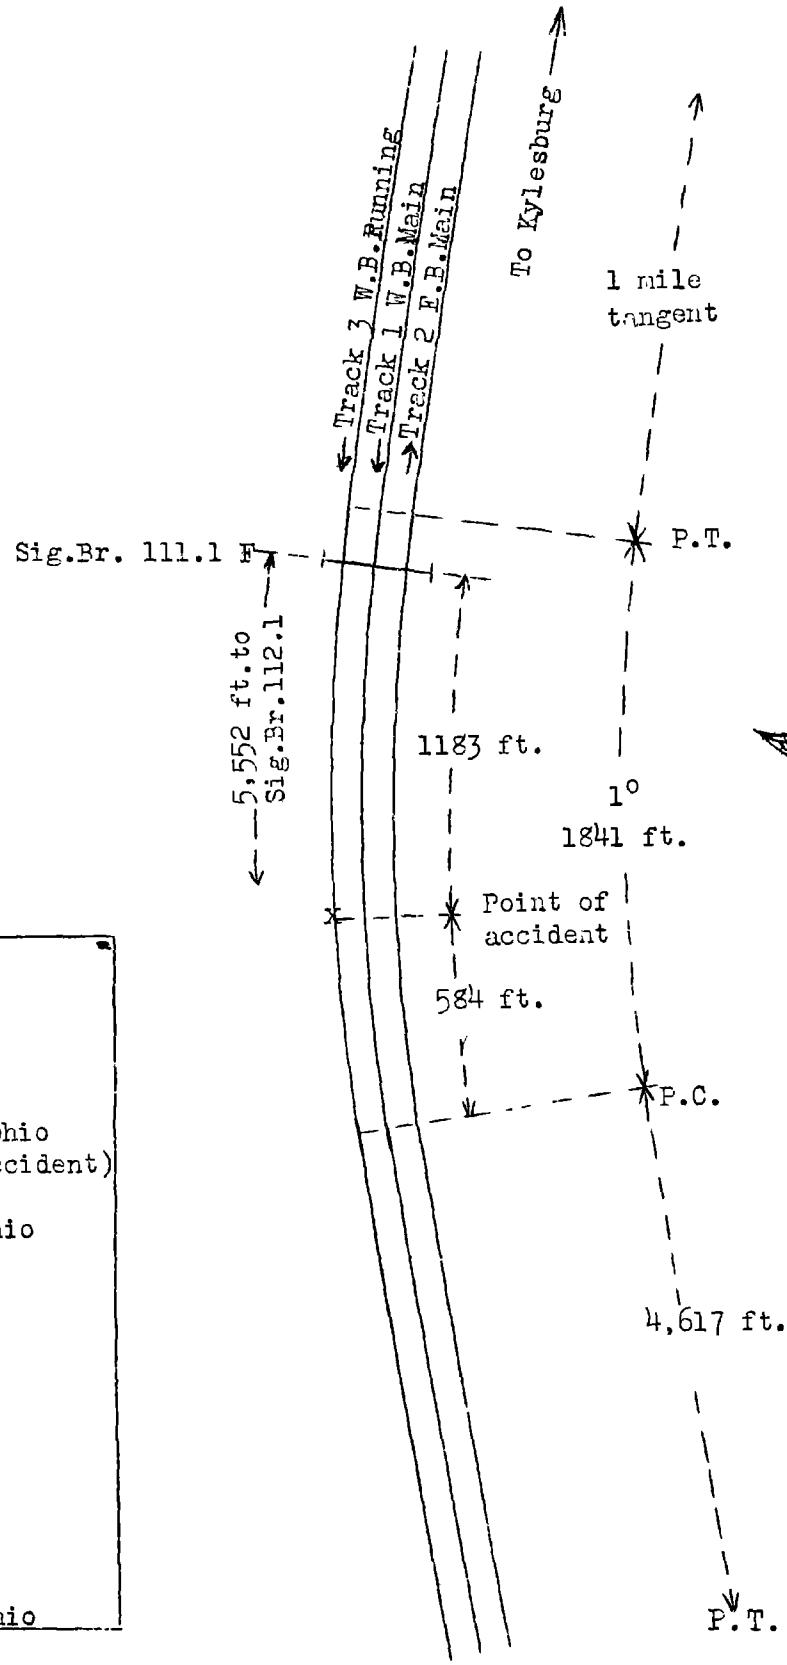 To Kylesburg
Track 3 W.B.Running
Track 1 W.B.Main
Track 2 E.B.Main
1 mile
tangent
Sig.Br. 111.1 F
P.T.
5,552 ft.to
Sig.Br.112.1
1183 ft.
1°
1841 ft.
Point of
accident
584 ft.
P.C.
hio
cident)
io
4,617 ft.
P.T.
io